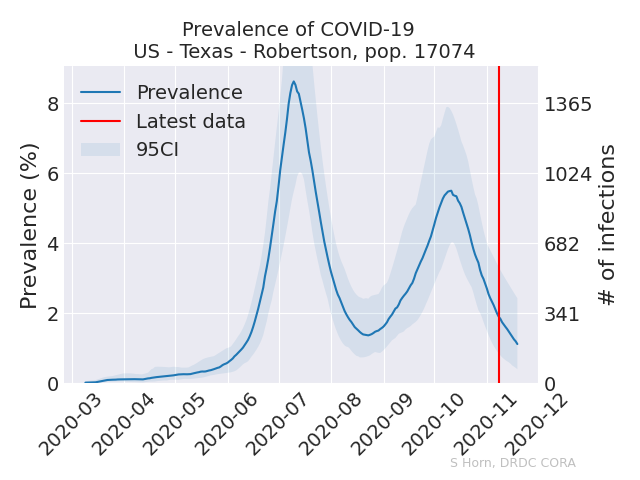 Prevalence of COVID-19
US - Texas - Robertson, pop. 17074
Prevalence
Latest data
95CI
Prevalence (%)
8
6
4
2
0
1365
1024
682
341
0
# of infections
2020-03
2020-04
2020-05
2020-06
2020-07
2020-08
2020-09
2020-10
2020-11
2020-12
S Horn, DRDC CORA